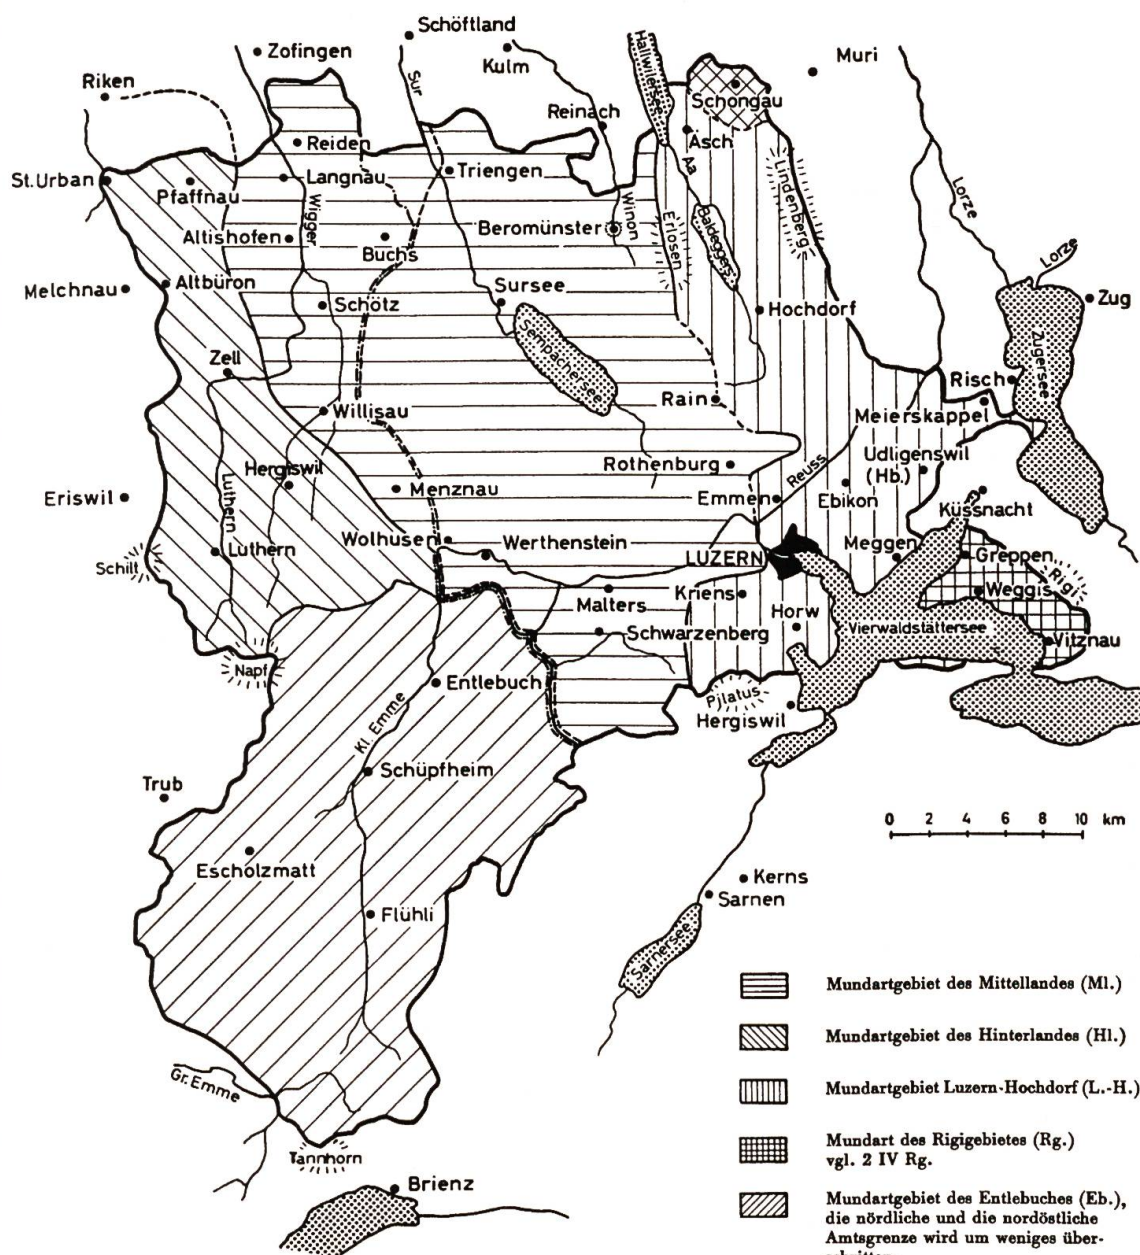 Schöftland
Zofingen
Kulm
Muri
Riken
Sur
Hallwilersee
Schongau
Reinach
Reiden
Asch
St.Urban
Pfaffnau
Langnau
Triengen
Aa
Lindenberg
Lorze
Wigger
Winon
Altishofen
Buchs
Beromünster
Erlosen
Baldeggers.
Lorze
Melchnau
Altbüron
Schötz
Sursee
Hochdorf
Zug
Sempachersee
Zugersee
Zell
Risch
Willisau
Rain
Meierskappel
Hergiswil
Rothenburg
Reuss
Udligenswil
(Hb.)
Eriswil
Luthern
Menznau
Emmen
Ebikon
Küssnacht
Wolhusen
Werthenstein
LUZERN
Meggen
Greppen
Schilt
Luthern
Rigi
Weggis
Malters
Kriens
Horw
Schwarzenberg
Vierwaldstättersee
Vitznau
Napf
Entlebuch
Pilatus
Hergiswil
Kl. Emme
Schüpfheim
Trub
0 2 4 6 8 10 km
Escholzmatt
Kerns
Sarnen
Flühli
Sarnersee
Mundartgebiet des Mittellandes (Ml.)
Mundartgebiet des Hinterlandes (Hl.)
Gr. Emme
Mundartgebiet Luzern-Hochdorf (L.-H.)
Mundart des Rigigebietes (Rg.)
vgl. 2 IV Rg.
Tannhorn
Brienz
Mundartgebiet des Entlebuches (Eb.),
die nördliche und die nordöstliche
Amtsgrenze wird um weniges über-